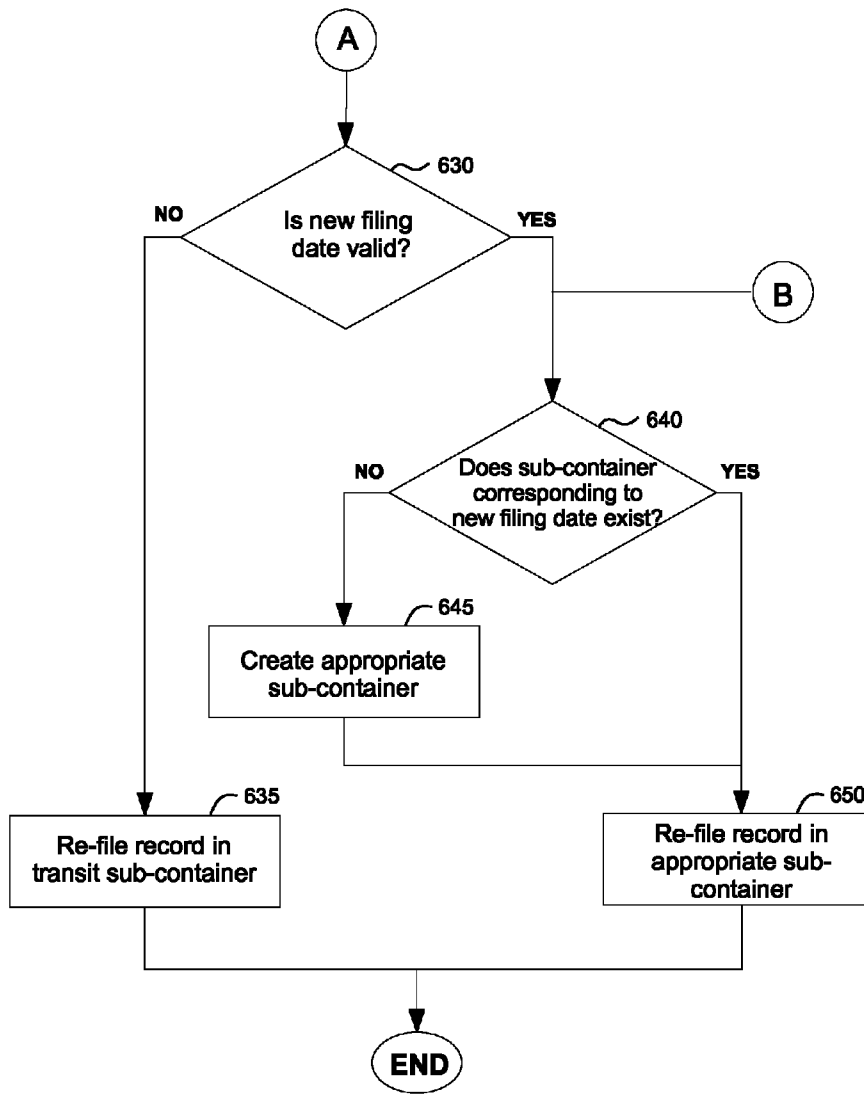 A
630
NO
YES
Is new filing
date valid?
B
640
NO
YES
Does sub-container
corresponding to
new filing date exist?
645
Create appropriate
sub-container
635
650
Re-file record in
transit sub-container
Re-file record in
appropriate sub-
container
END